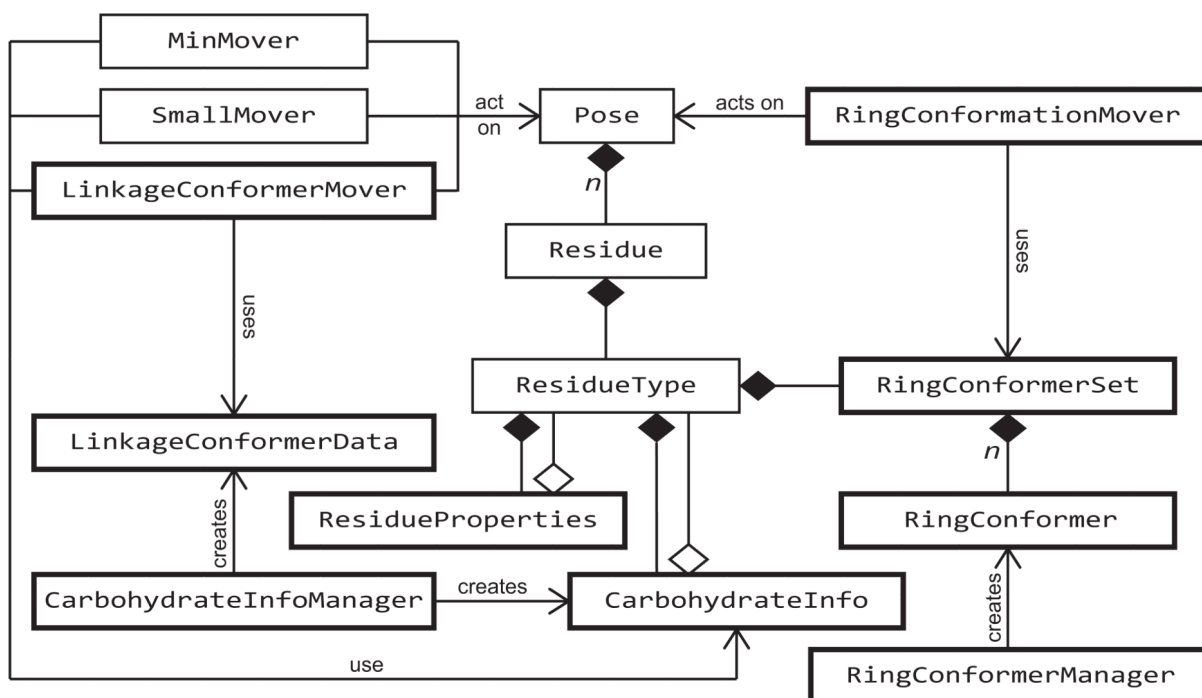 MinMover
SmallMover
act
on
Pose
acts on
RingConformationMover
LinkageConformerMover
n
Residue
uses
uses
ResidueType
RingConformerSet
LinkageConformerData
n
creates
ResidueProperties
RingConformer
CarbohydrateInfoManager
creates
CarbohydrateInfo
creates
use
RingConformerManager